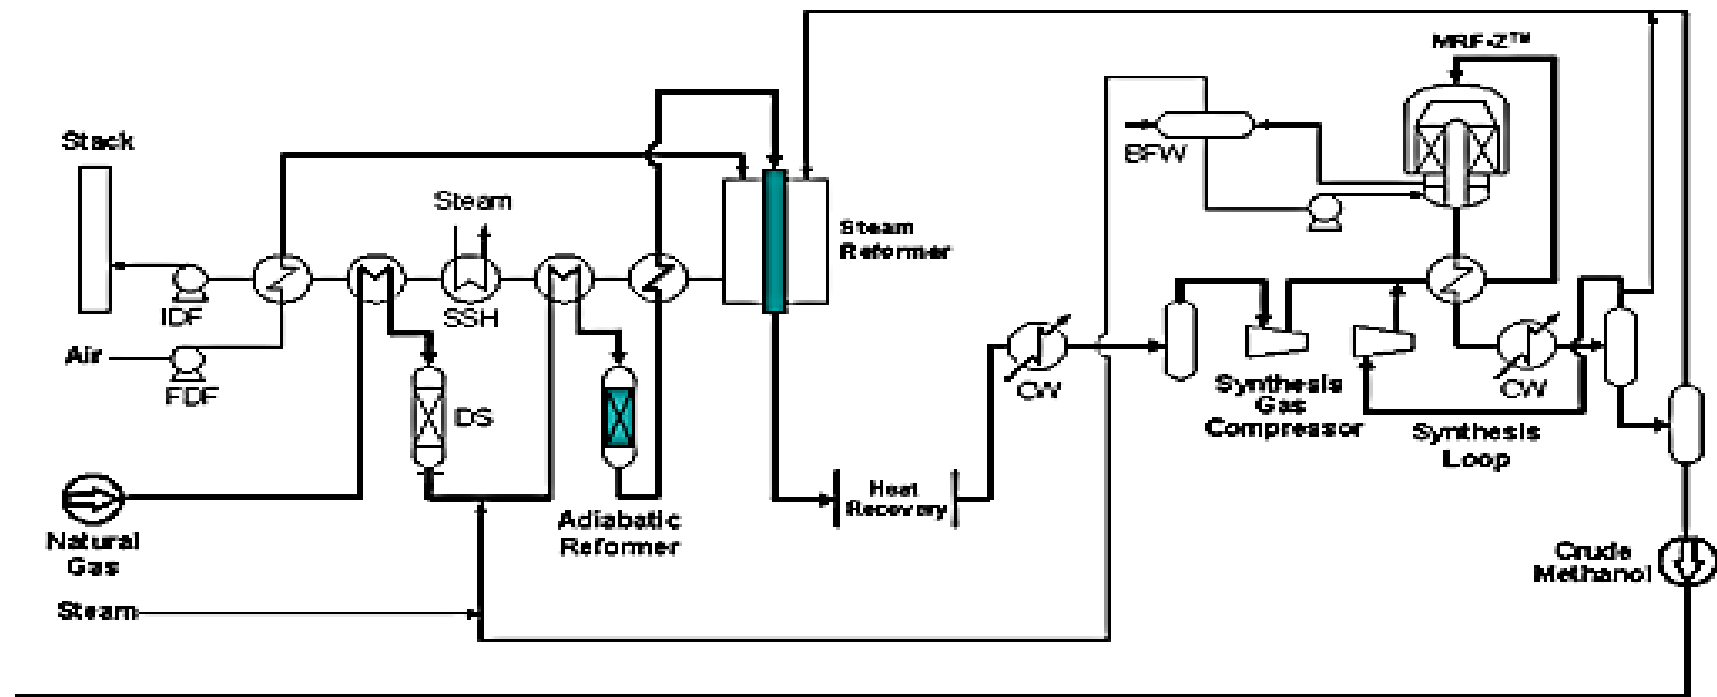 MRF-Z™
Stack
BFW
Steam
Steam
Reformer
IDF
SSH
Air
FDF
DS
CW
Synthesis
Gas
Compressor
CW
Synthesis
Loop
Heat
Recovery
Natural
Gas
Adiabatic
Reformer
Crude
Methanol
Steam